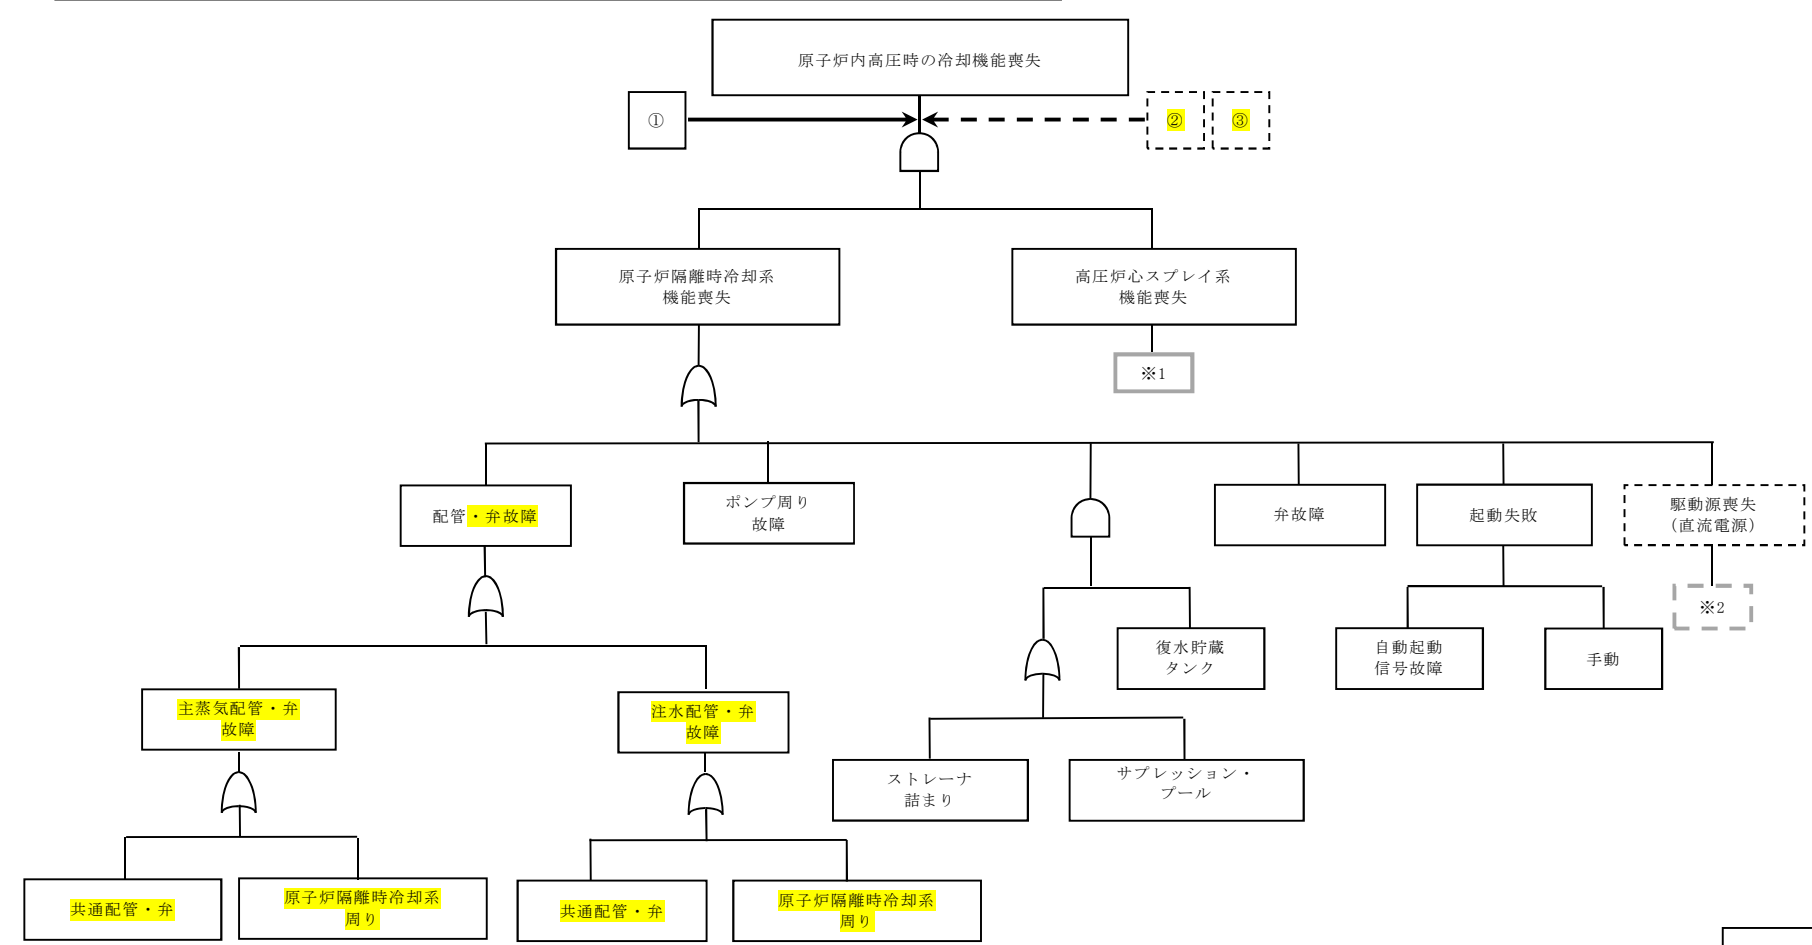 原子炉内高圧時の冷却機能喪失
①
②
③
原子炉隔離時冷却系
機能喪失
高圧炉心スプレイ系
機能喪失
※1
配管・弁故障
ポンプ周り
故障
弁故障
起動失敗
駆動源喪失
（直流電源）
※2
復水貯蔵
タンク
自動起動
信号故障
手動
主蒸気配管・弁
故障
注水配管・弁
故障
ストレーナ
詰まり
サプレッション・
プール
共通配管・弁
原子炉隔離時冷却系
周り
共通配管・弁
原子炉隔離時冷却系
周り